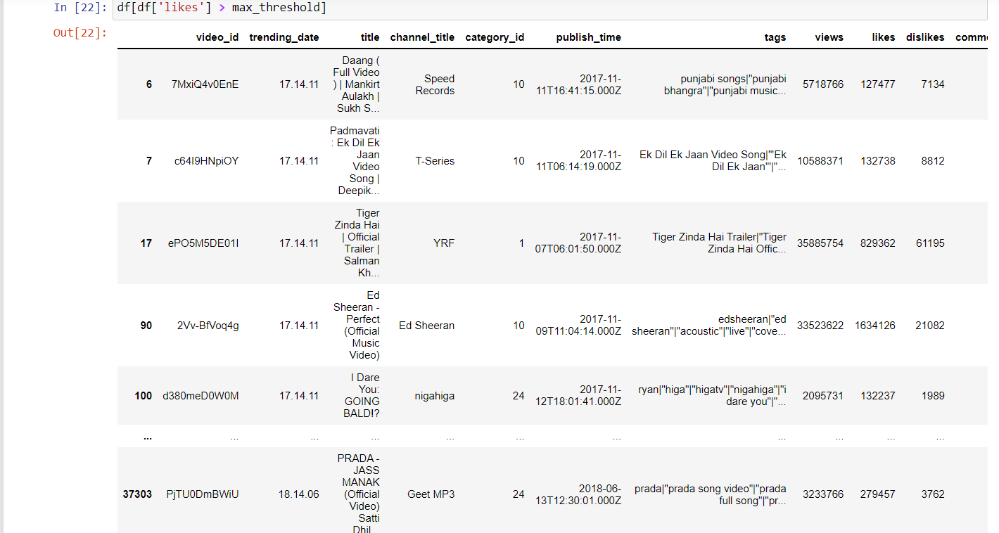 In [22]: df[df['likes'] > max_threshold]
Out[22]:
video_id trending_date title channel_title category_id publish_time tags views likes dislikes comme
Daang (
Full Video
) | Mankirt
Aulakh |
Sukh S...
6 7MxiQ4v0EnE 17.14.11
Speed
Records
10
2017-11-
11T16:41:15.000Z
punjabi songs|"punjabi
bhangra"|"punjabi music...
5718766 127477 7134
Padmavati
: Ek Dil Ek
Jaan
Video
Song |
Deepik...
7 c64I9HNpiOY 17.14.11
T-Series 10
2017-11-
11T06:14:19.000Z
Ek Dil Ek Jaan Video Song|"'Ek
Dil Ek Jaan'"|"...
10588371 132738 8812
Tiger
Zinda Hai
| Official
Trailer |
Salman
Kh...
17 ePO5M5DE01I 17.14.11
YRF 1
2017-11-
07T06:01:50.000Z
Tiger Zinda Hai Trailer|"Tiger
Zinda Hai Offic...
35885754 829362 61195
Ed
Sheeran -
Perfect
(Official
Music
Video)
90 2Vv-BfVoq4g 17.14.11
Ed Sheeran 10
2017-11-
09T11:04:14.000Z
edsheeran|"ed
sheeran"|"acoustic"|"live"|"cove...
33523622 1634126 21082
I Dare
You:
GOING
BALD!?
100 d380meD0W0M 17.14.11
nigahiga 24
2017-11-
12T18:01:41.000Z
ryan|"higa"|"higatv"|"nigahiga"|"i
dare you"|"...
2095731 132237 1989
... ... ... ... ... ... ... ... ... ... ...
PRADA -
JASS
MANAK
(Official
Video)
Satti
Dhil...
37303 PjTU0DmBWiU 18.14.06
Geet MP3 24
2018-06-
13T12:30:01.000Z
prada|"prada song video"|"prada
full song"|"pr...
3233766 279457 3762